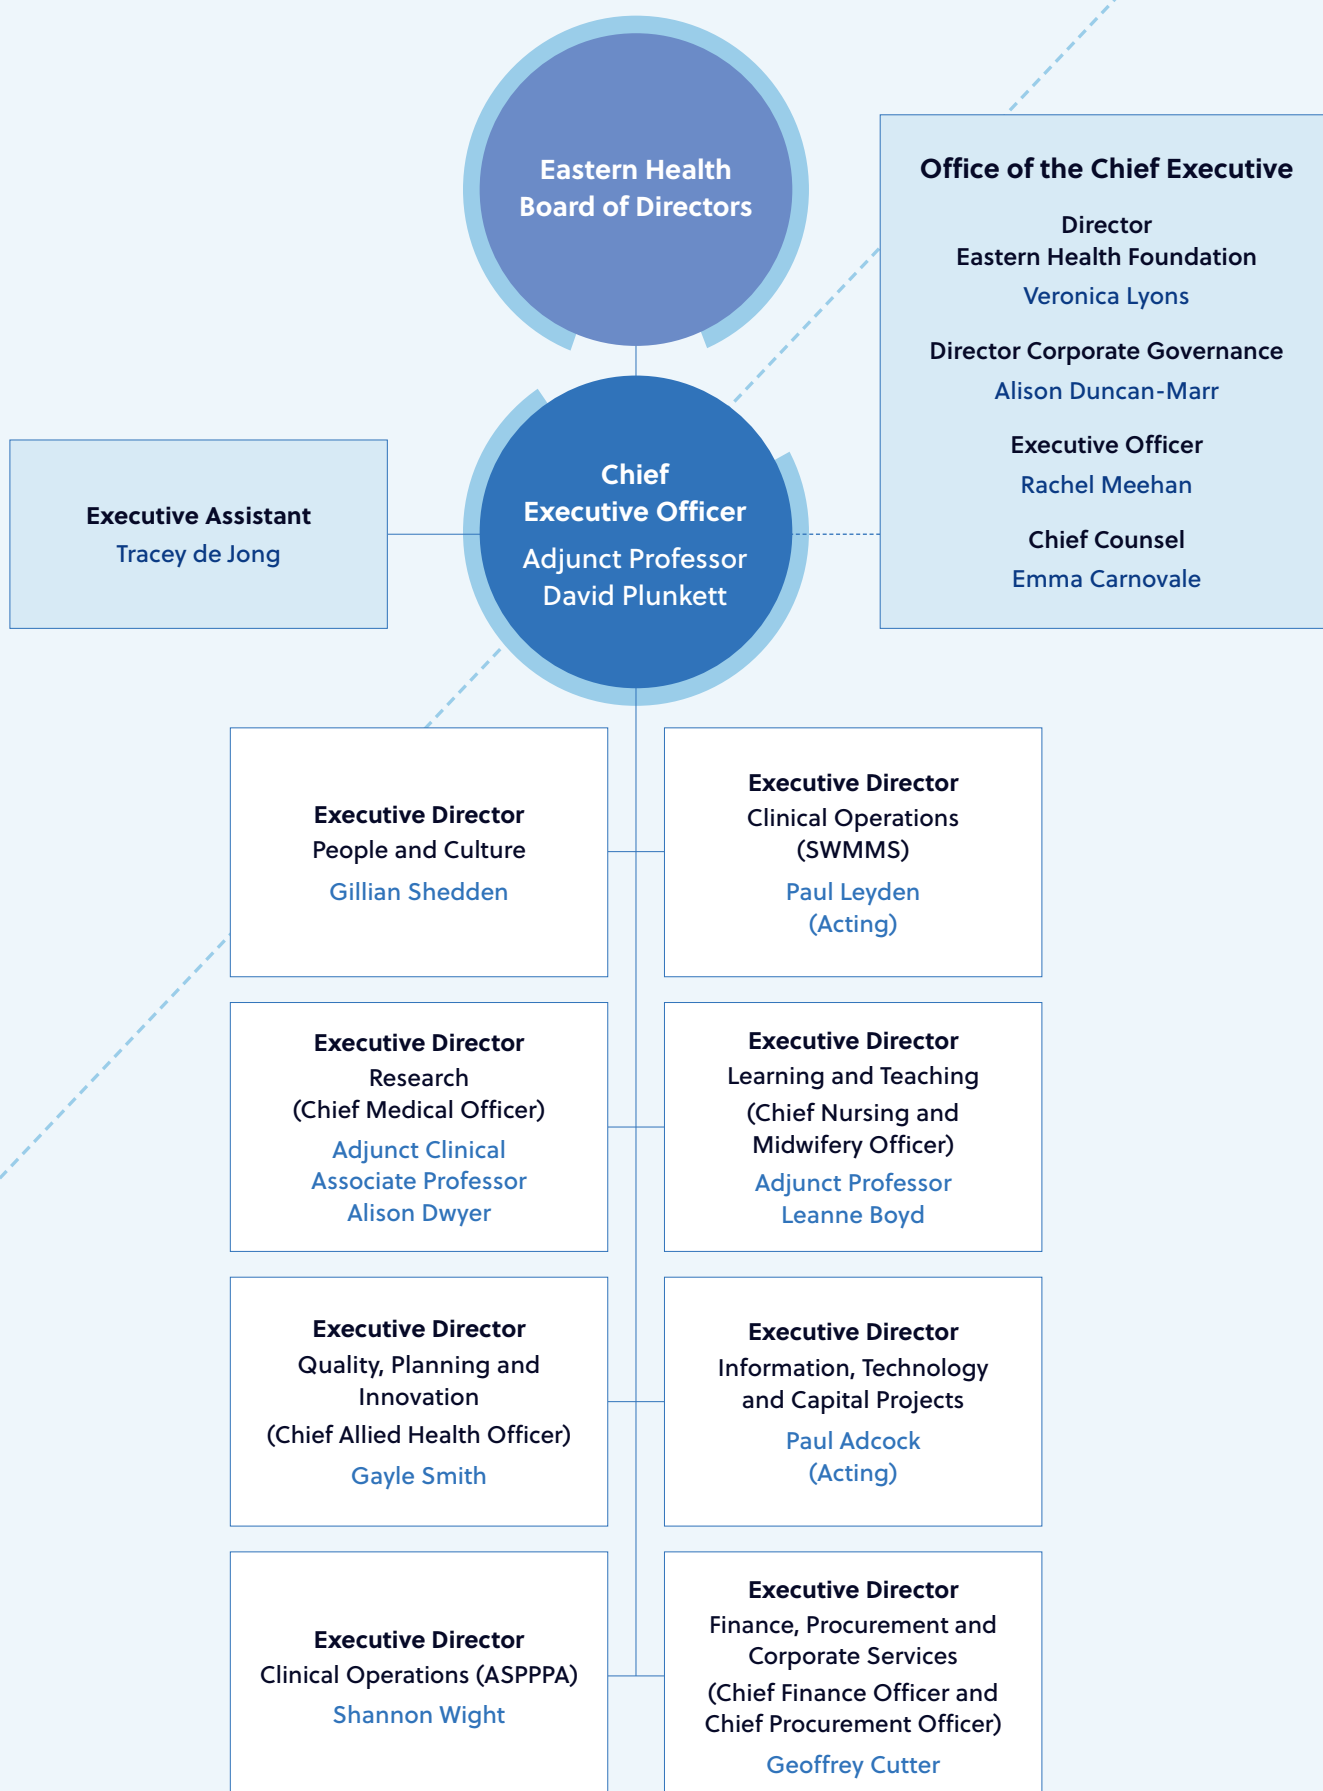 Eastern Health
Board of Directors
Office of the Chief Executive
Director
Eastern Health Foundation
Veronica Lyons
Director Corporate Governance
Alison Duncan-Marr
Executive Officer
Rachel Meehan
Chief Counsel
Emma Carnovale
Executive Assistant
Tracey de Jong
Chief
Executive Officer
Adjunct Professor
David Plunkett
Executive Director
People and Culture
Gillian Shedden
Executive Director
Clinical Operations
(SWMMS)
Paul Leyden
(Acting)
Executive Director
Research
(Chief Medical Officer)
Adjunct Clinical
Associate Professor
Alison Dwyer
Executive Director
Learning and Teaching
(Chief Nursing and
Midwifery Officer)
Adjunct Professor
Leanne Boyd
Executive Director
Quality, Planning and
Innovation
(Chief Allied Health Officer)
Gayle Smith
Executive Director
Information, Technology
and Capital Projects
Paul Adcock
(Acting)
Executive Director
Clinical Operations (ASPPPA)
Shannon Wight
Executive Director
Finance, Procurement and
Corporate Services
(Chief Finance Officer and
Chief Procurement Officer)
Geoffrey Cutter